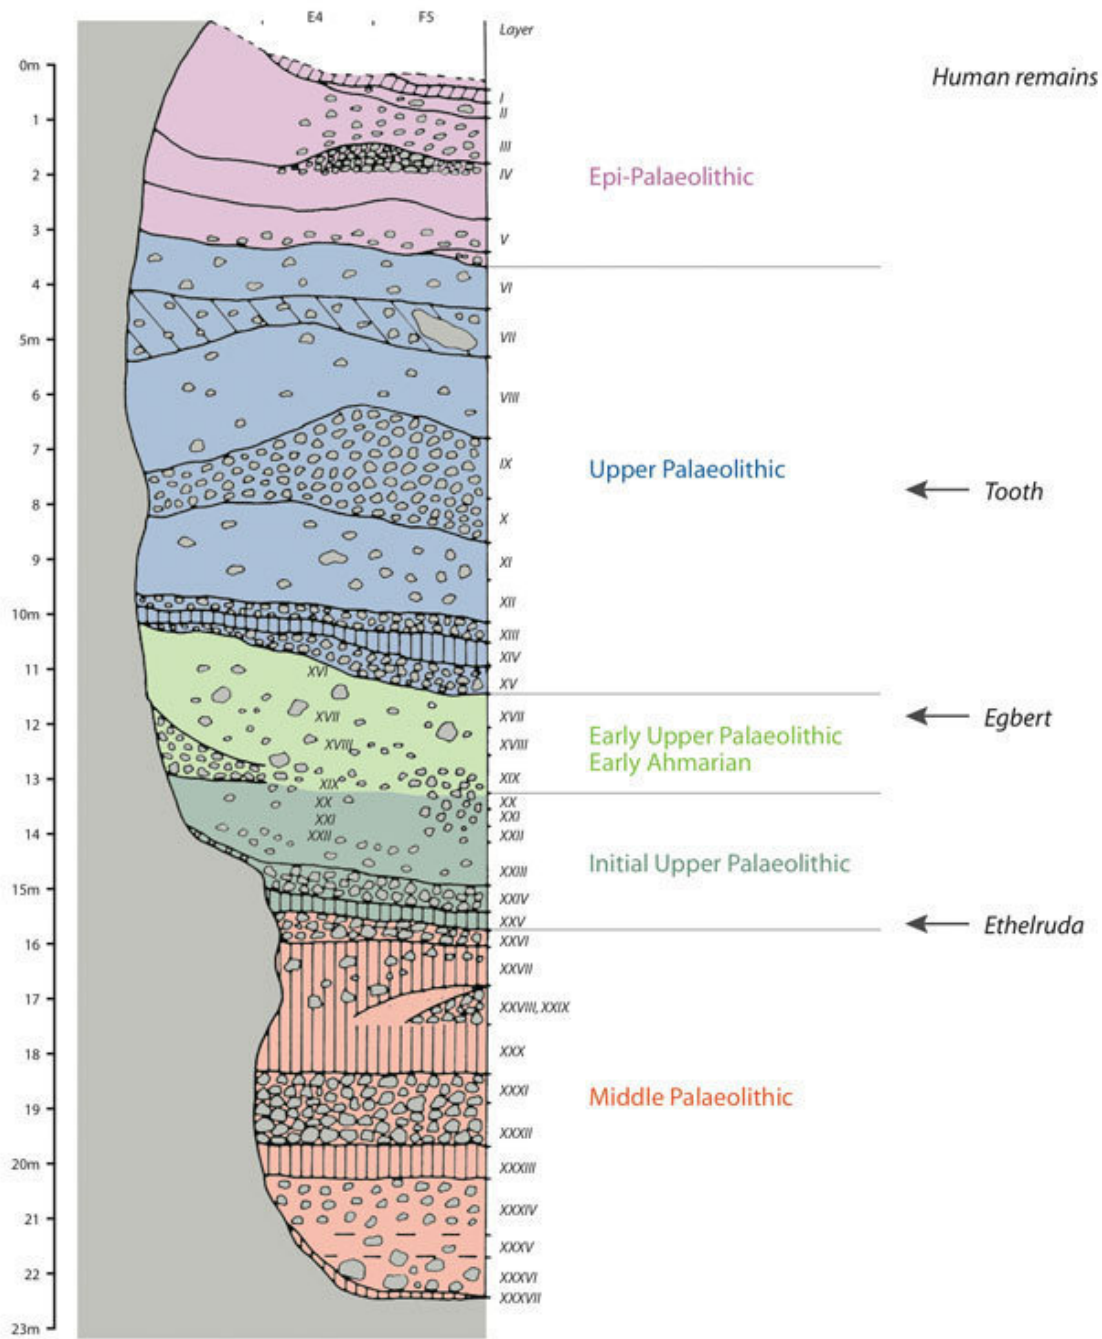 E4 F5
Layer
0m
Human remains
I
II
1
III
2
IV
Epi-Palaeolithic
3
V
4
VI
5m
VII
6
VIII
7
IX
Upper Palaeolithic
Tooth
8
X
9
XI
XII
10m
XIII
XIV
11
XVI
XV
12
XVII
XVII
Egbert
XVIII
XVIII
Early Upper Palaeolithic
Early Ahmarian
13
XIX
XIX
XX
XX
XXI
XXI
14
XXII
XXII
XXIII
Initial Upper Palaeolithic
15m
XXIV
XXV
Ethelruda
16
XXVI
XXVII
17
XXVIII, XXIX
18
XXX
XXXI
Middle Palaeolithic
19
XXXII
20m
XXXIII
XXXIV
21
XXXV
22
XXXVI
XXXVII
23m